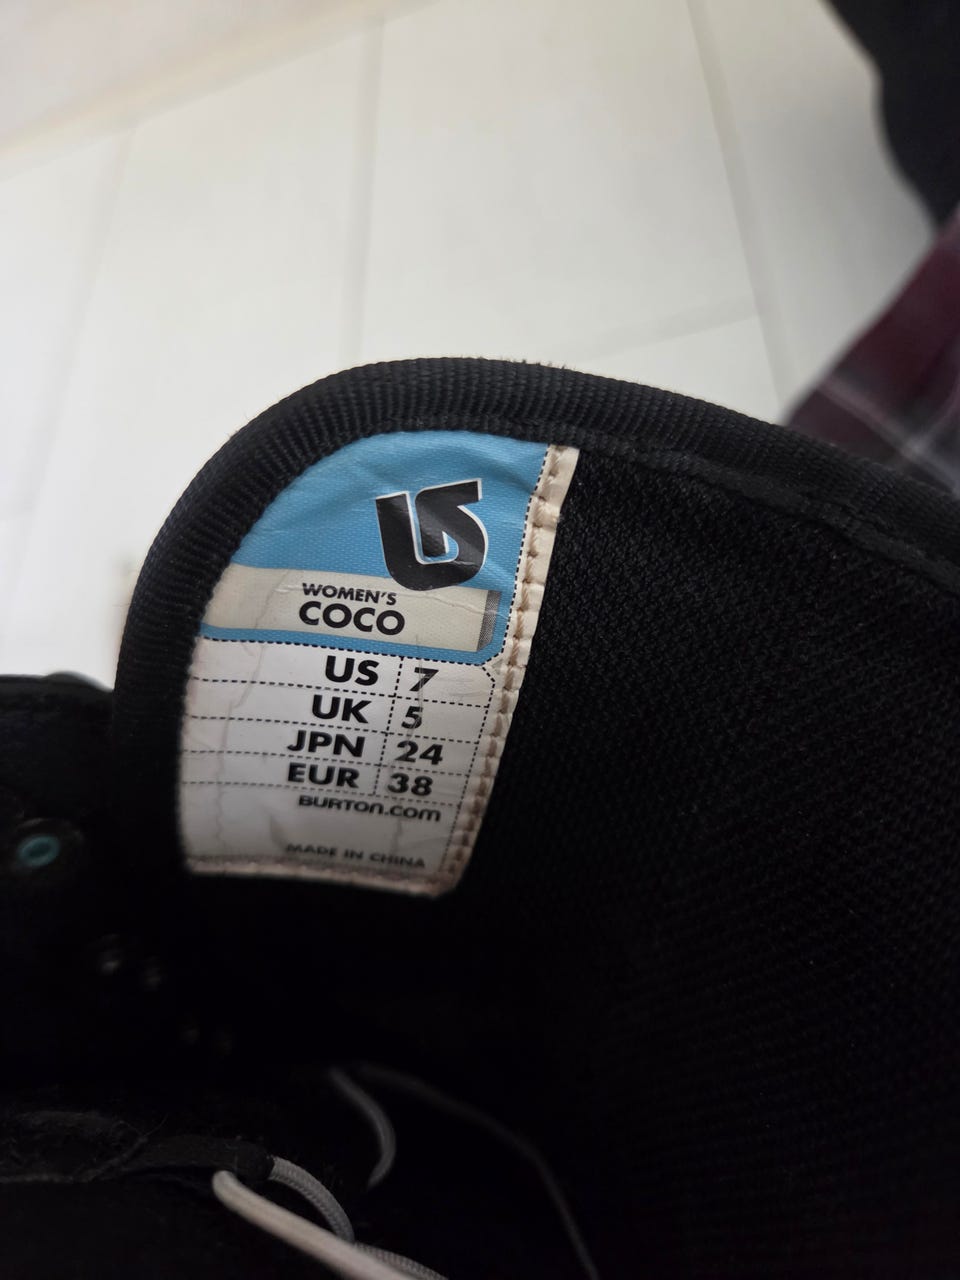 WOMEN'S
COCO
US 7
UK 5
JPN 24
EUR 38
BURTON.COM
MADE IN CHINA